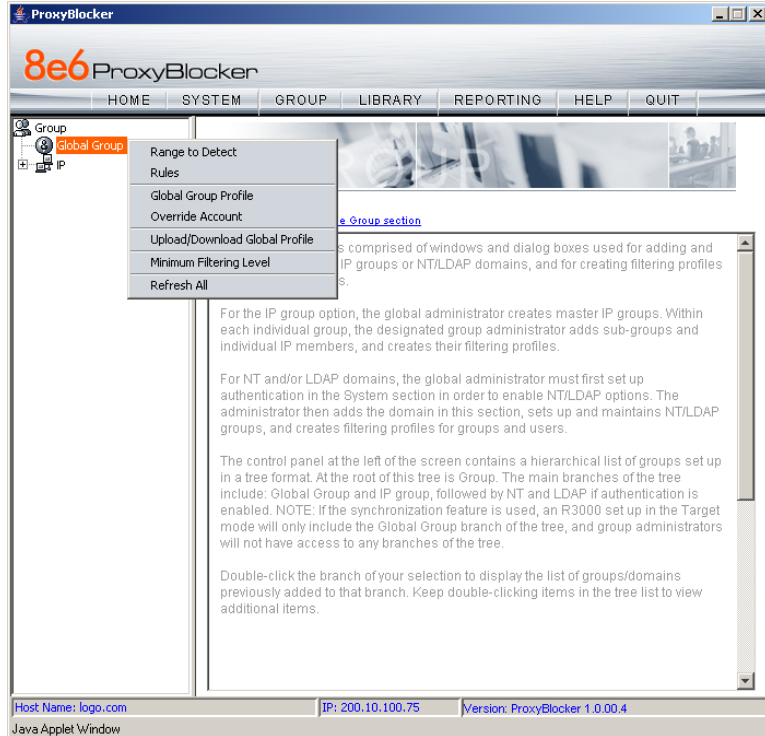 ProxyBlocker
8e6 ProxyBlocker
HOME SYSTEM GROUP LIBRARY REPORTING HELP QUIT
Group
Global Group
IP
Range to Detect
Rules
Global Group Profile
Override Account
Upload/Download Global Profile
Minimum Filtering Level
Refresh All
GROUP
e Group section
s comprised of windows and dialog boxes used for adding and
IP groups or NT/LDAP domains, and for creating filtering profiles
s.
For the IP group option, the global administrator creates master IP groups. Within
each individual group, the designated group administrator adds sub-groups and
individual IP members, and creates their filtering profiles.
For NT and/or LDAP domains, the global administrator must first set up
authentication in the System section in order to enable NT/LDAP options. The
administrator then adds the domain in this section, sets up and maintains NT/LDAP
groups, and creates filtering profiles for groups and users.
The control panel at the left of the screen contains a hierarchical list of groups set up
in a tree format. At the root of this tree is Group. The main branches of the tree
include: Global Group and IP group, followed by NT and LDAP if authentication is
enabled. NOTE: If the synchronization feature is used, an R3000 set up in the Target
mode will only include the Global Group branch of the tree, and group administrators
will not have access to any branches of the tree.
Double-click the branch of your selection to display the list of groups/domains
previously added to that branch. Keep double-clicking items in the tree list to view
additional items.
Host Name: logo.com
IP: 200.10.100.75
Version: ProxyBlocker 1.0.00.4
Java Applet Window